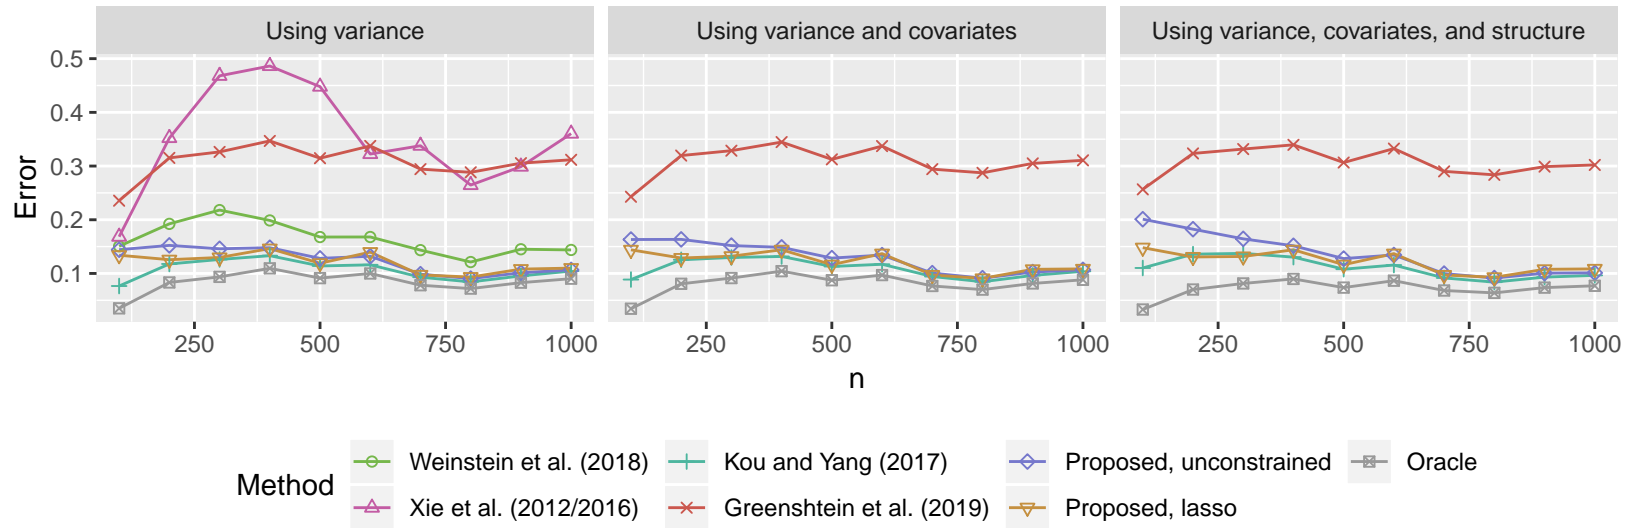 Using variance
Using variance and covariates
Using variance, covariates, and structure
Error
0.5
0.4
0.3
0.2
0.1
250
500
750
1000
250
500
750
1000
250
500
750
1000
n
Method
Weinstein et al. (2018)
Kou and Yang (2017)
Proposed, unconstrained
Oracle
Xie et al. (2012/2016)
Greenshtein et al. (2019)
Proposed, lasso